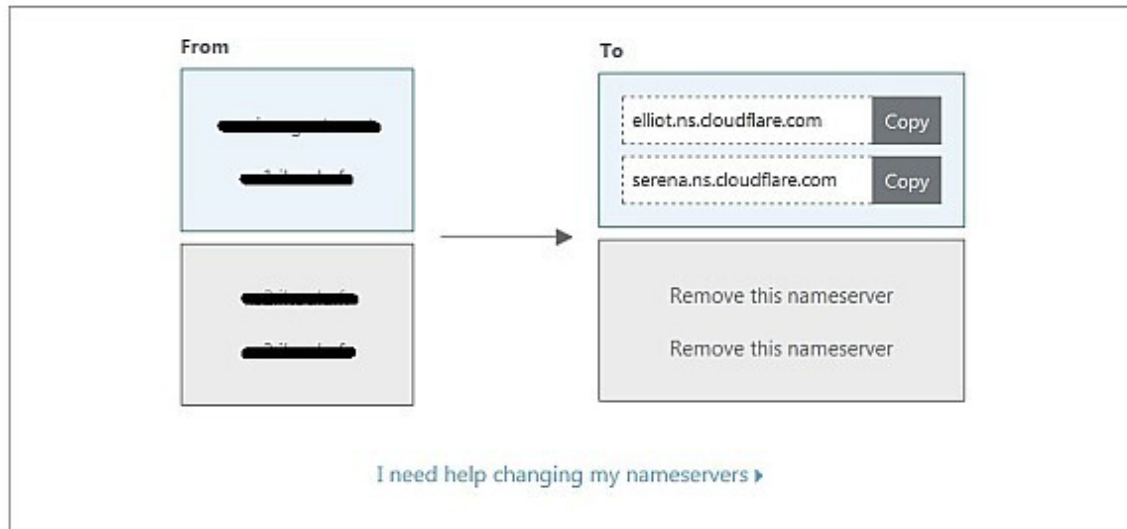 From
To
elliot.ns.cloudflare.com
Copy
serena.ns.cloudflare.com
Copy
Remove this nameserver
Remove this nameserver
I need help changing my nameservers